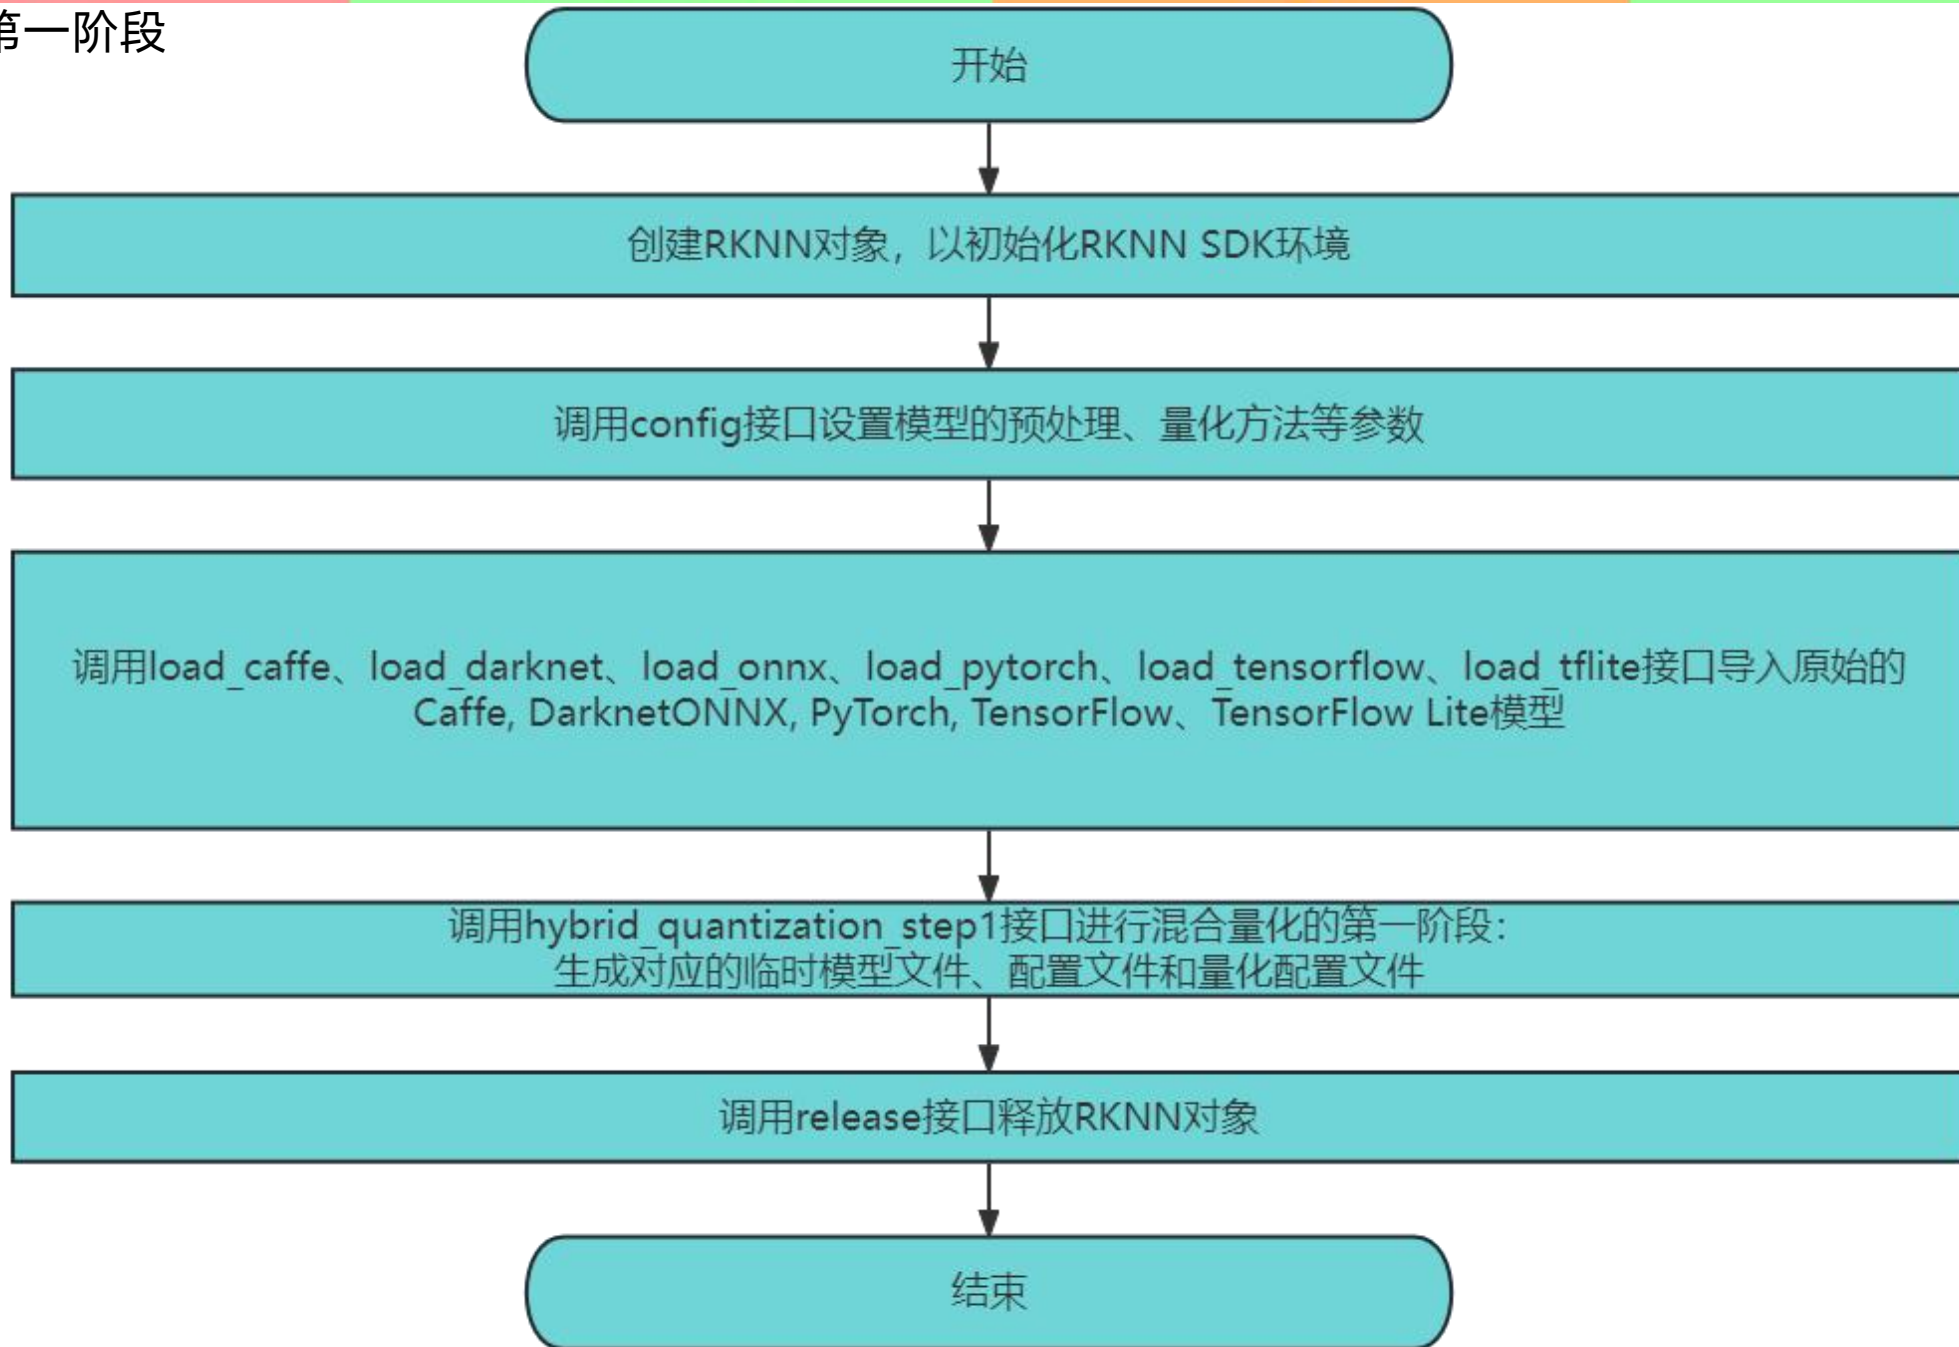 第一阶段
开始
创建RKNN对象，以初始化RKNN SDK环境
调用config接口设置模型的预处理、量化方法等参数
调用load_caffe、load_darknet、load_onnx、load_pytorch、load_tensorflow、load_tflite接口导入原始的
Caffe, DarknetONNX, PyTorch, TensorFlow、TensorFlow Lite模型
调用hybrid_quantization_step1接口进行混合量化的第一阶段：
生成对应的临时模型文件、配置文件和量化配置文件
调用release接口释放RKNN对象
结束